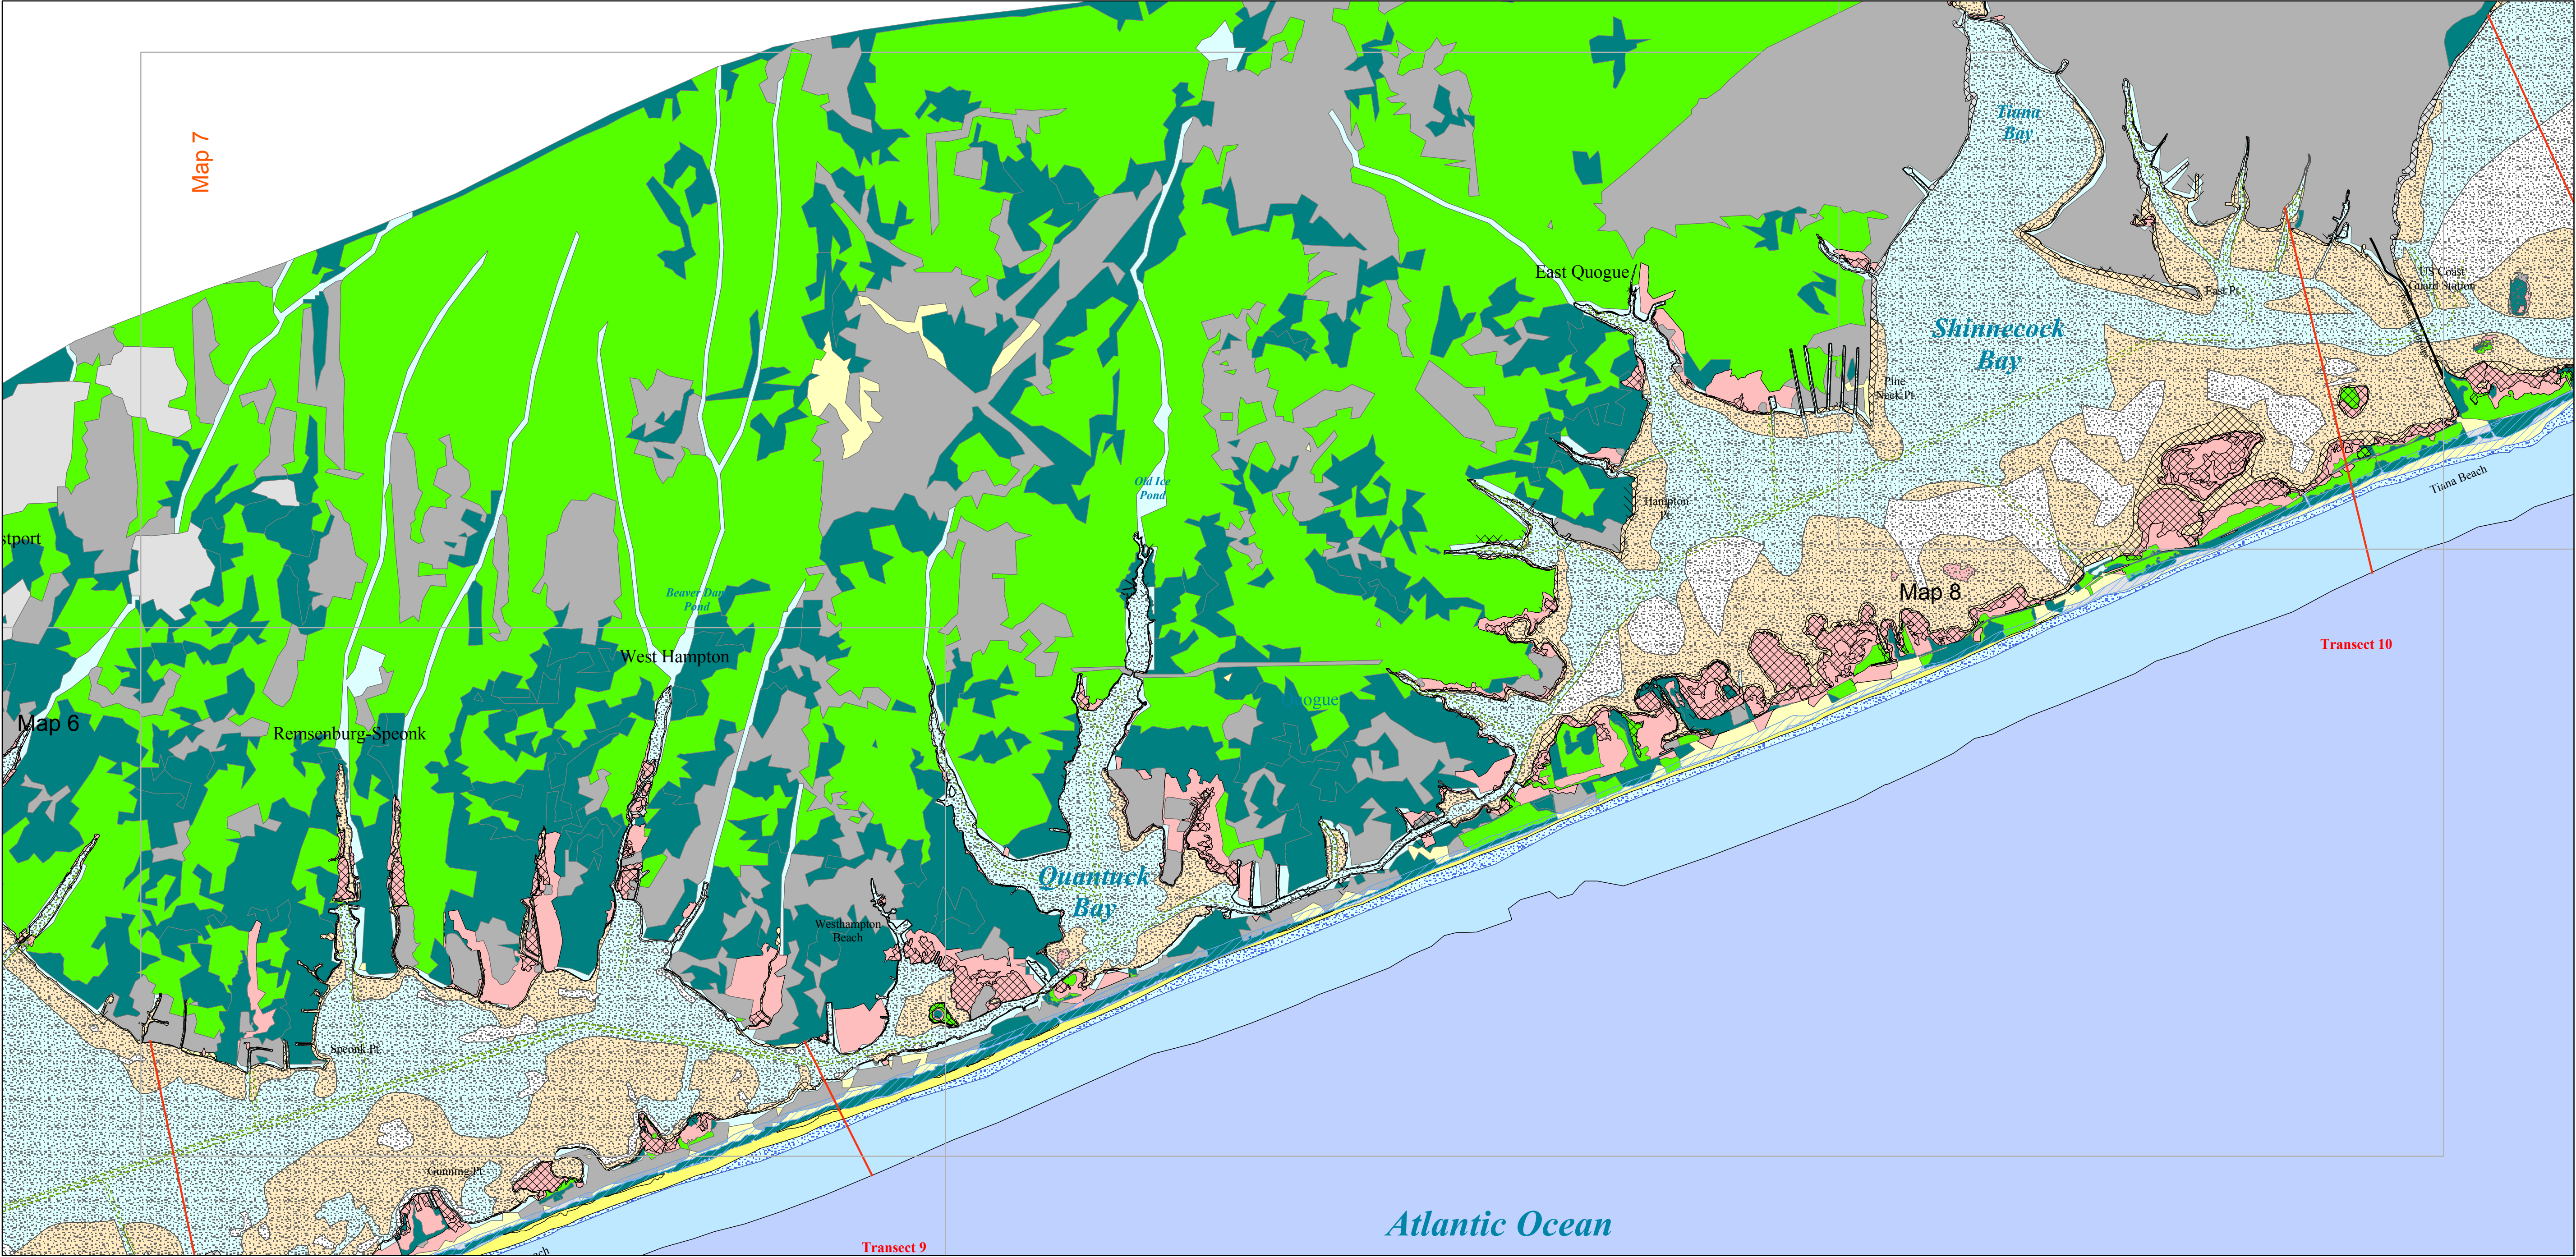 Map 7
Tiana
Bay
East Quogue
US Coast
Guard Station
East Pt
Shinnecock
Bay
Pine
Neck Pt
Old Ice
Pond
Hampton
Tiana Beach
stport
Beaver Dam
Pond
Map 8
West Hampton
Transect 10
Quogue
Map 6
Remsenburg-Speonk
Quantuck
Bay
Westhampton
Beach
Speonk Pt
Gunning Pt
Atlantic Ocean
Transect 9
ach